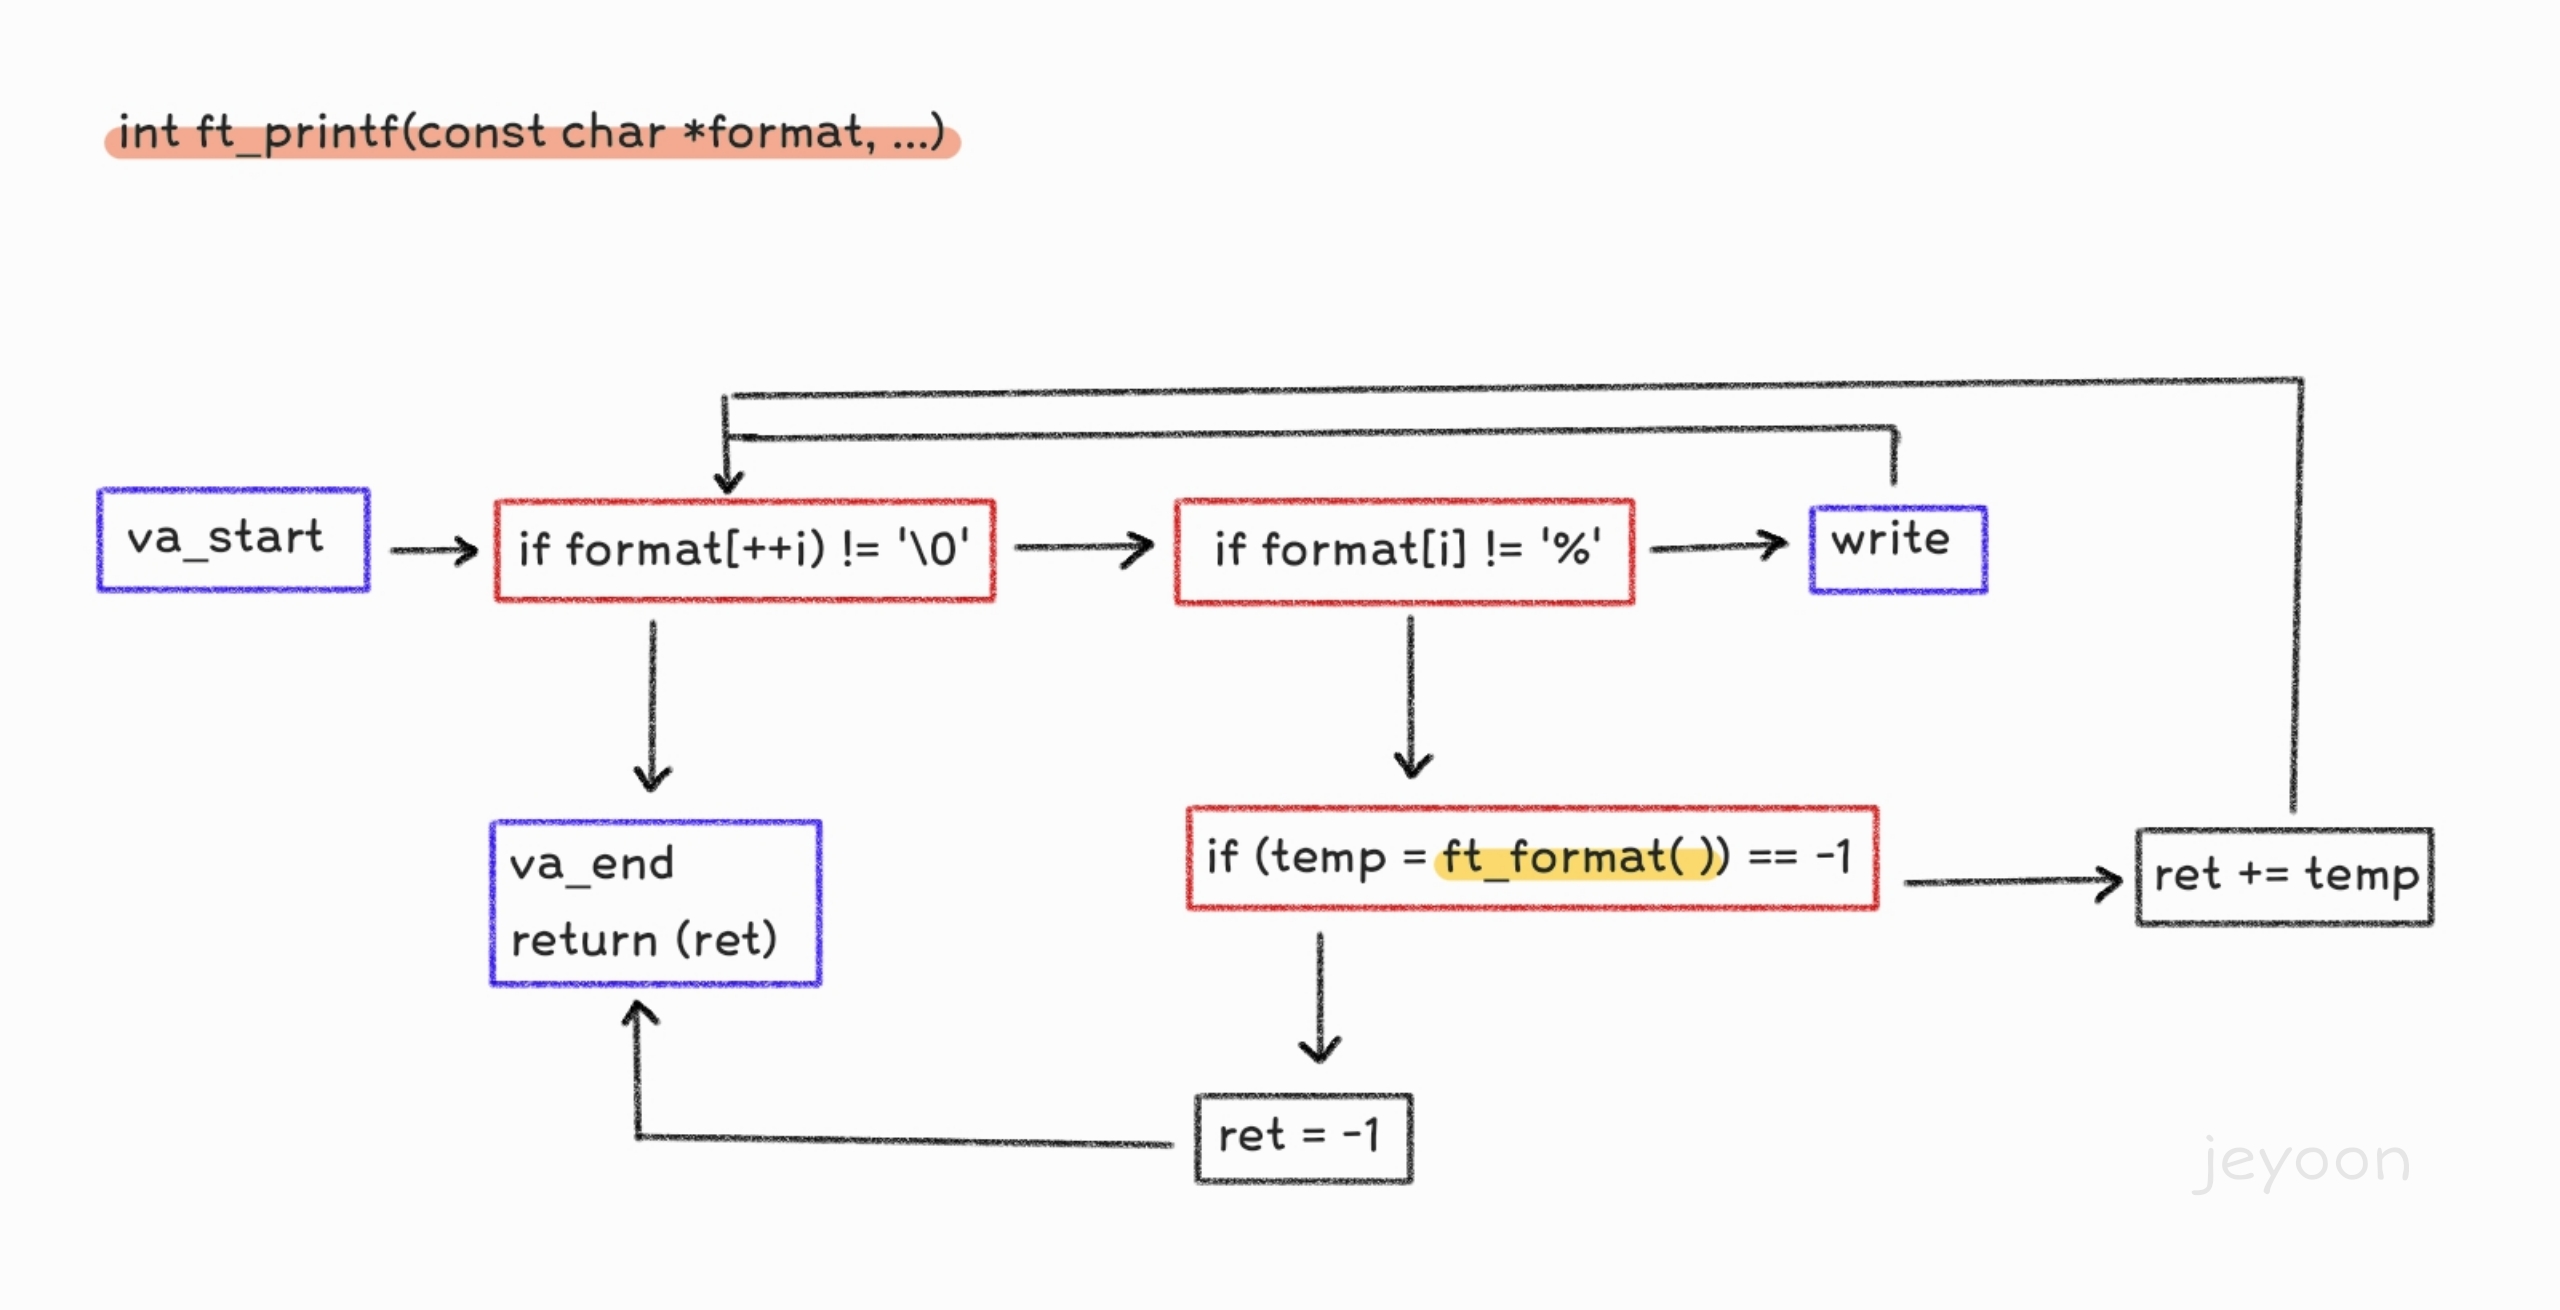 int ft_printf(const char *format, ...)
va_start
if format[++i) != '\0'
if format[i] != '%'
write
va_end
return (ret)
if (temp = ft_format( )) == -1
ret += temp
ret = -1
jeyoon